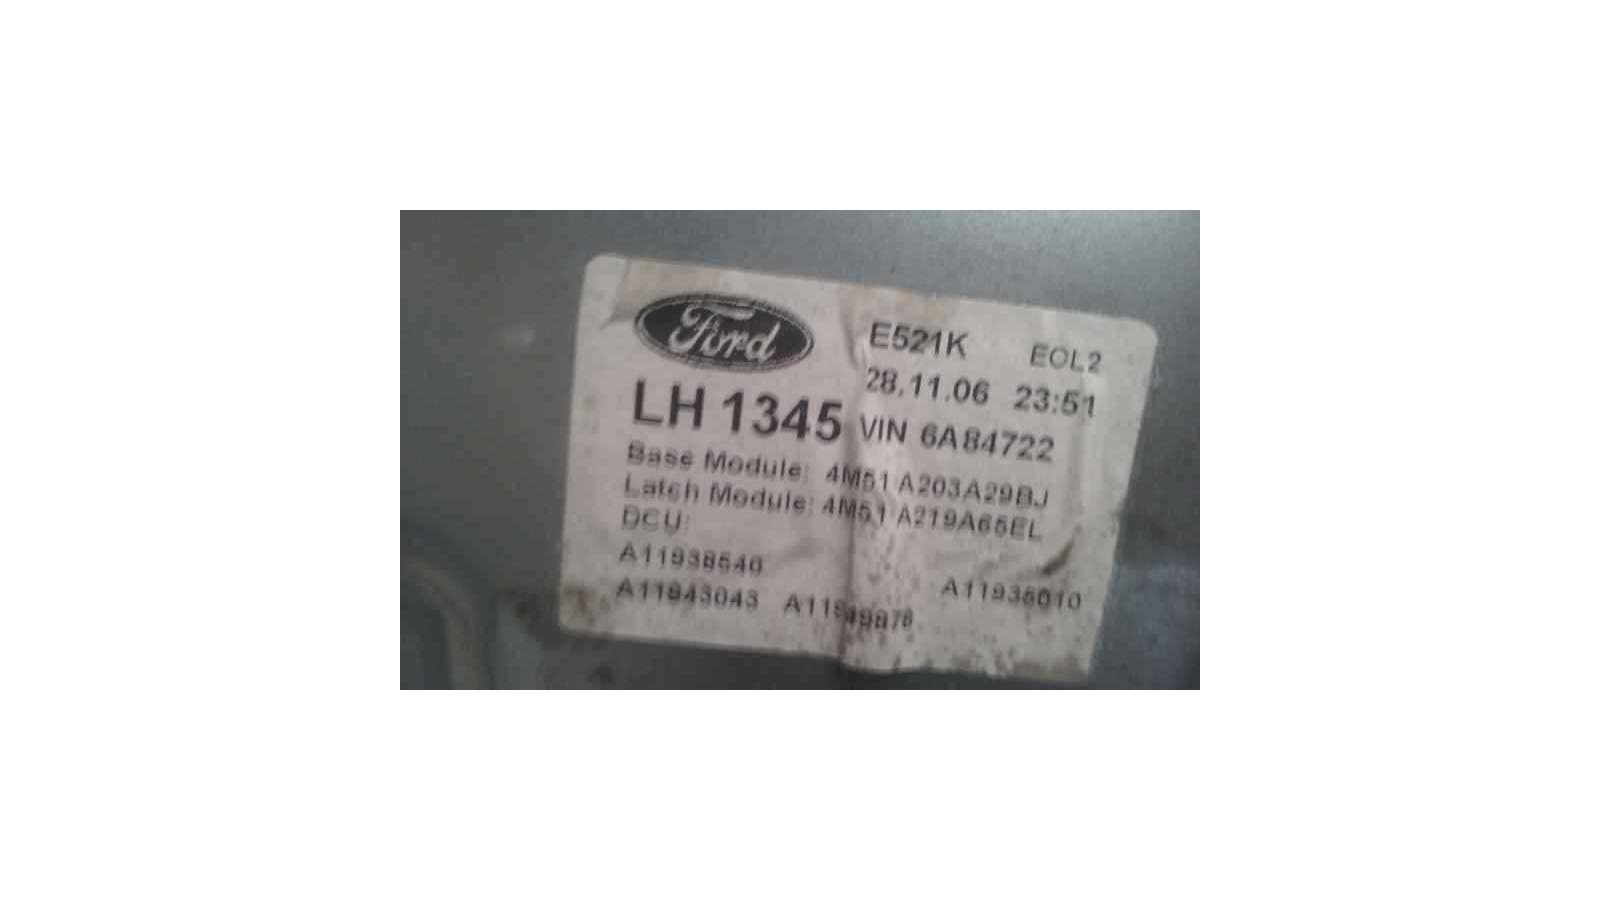 Ford
E521K EOL2
28.11.06 23:51
LH 1345 VIN 6A84722
Base Module: 4M51 A203A29BJ
Latch Module: 4M51 A219A65EL
DCU:
A11938540
A11943043